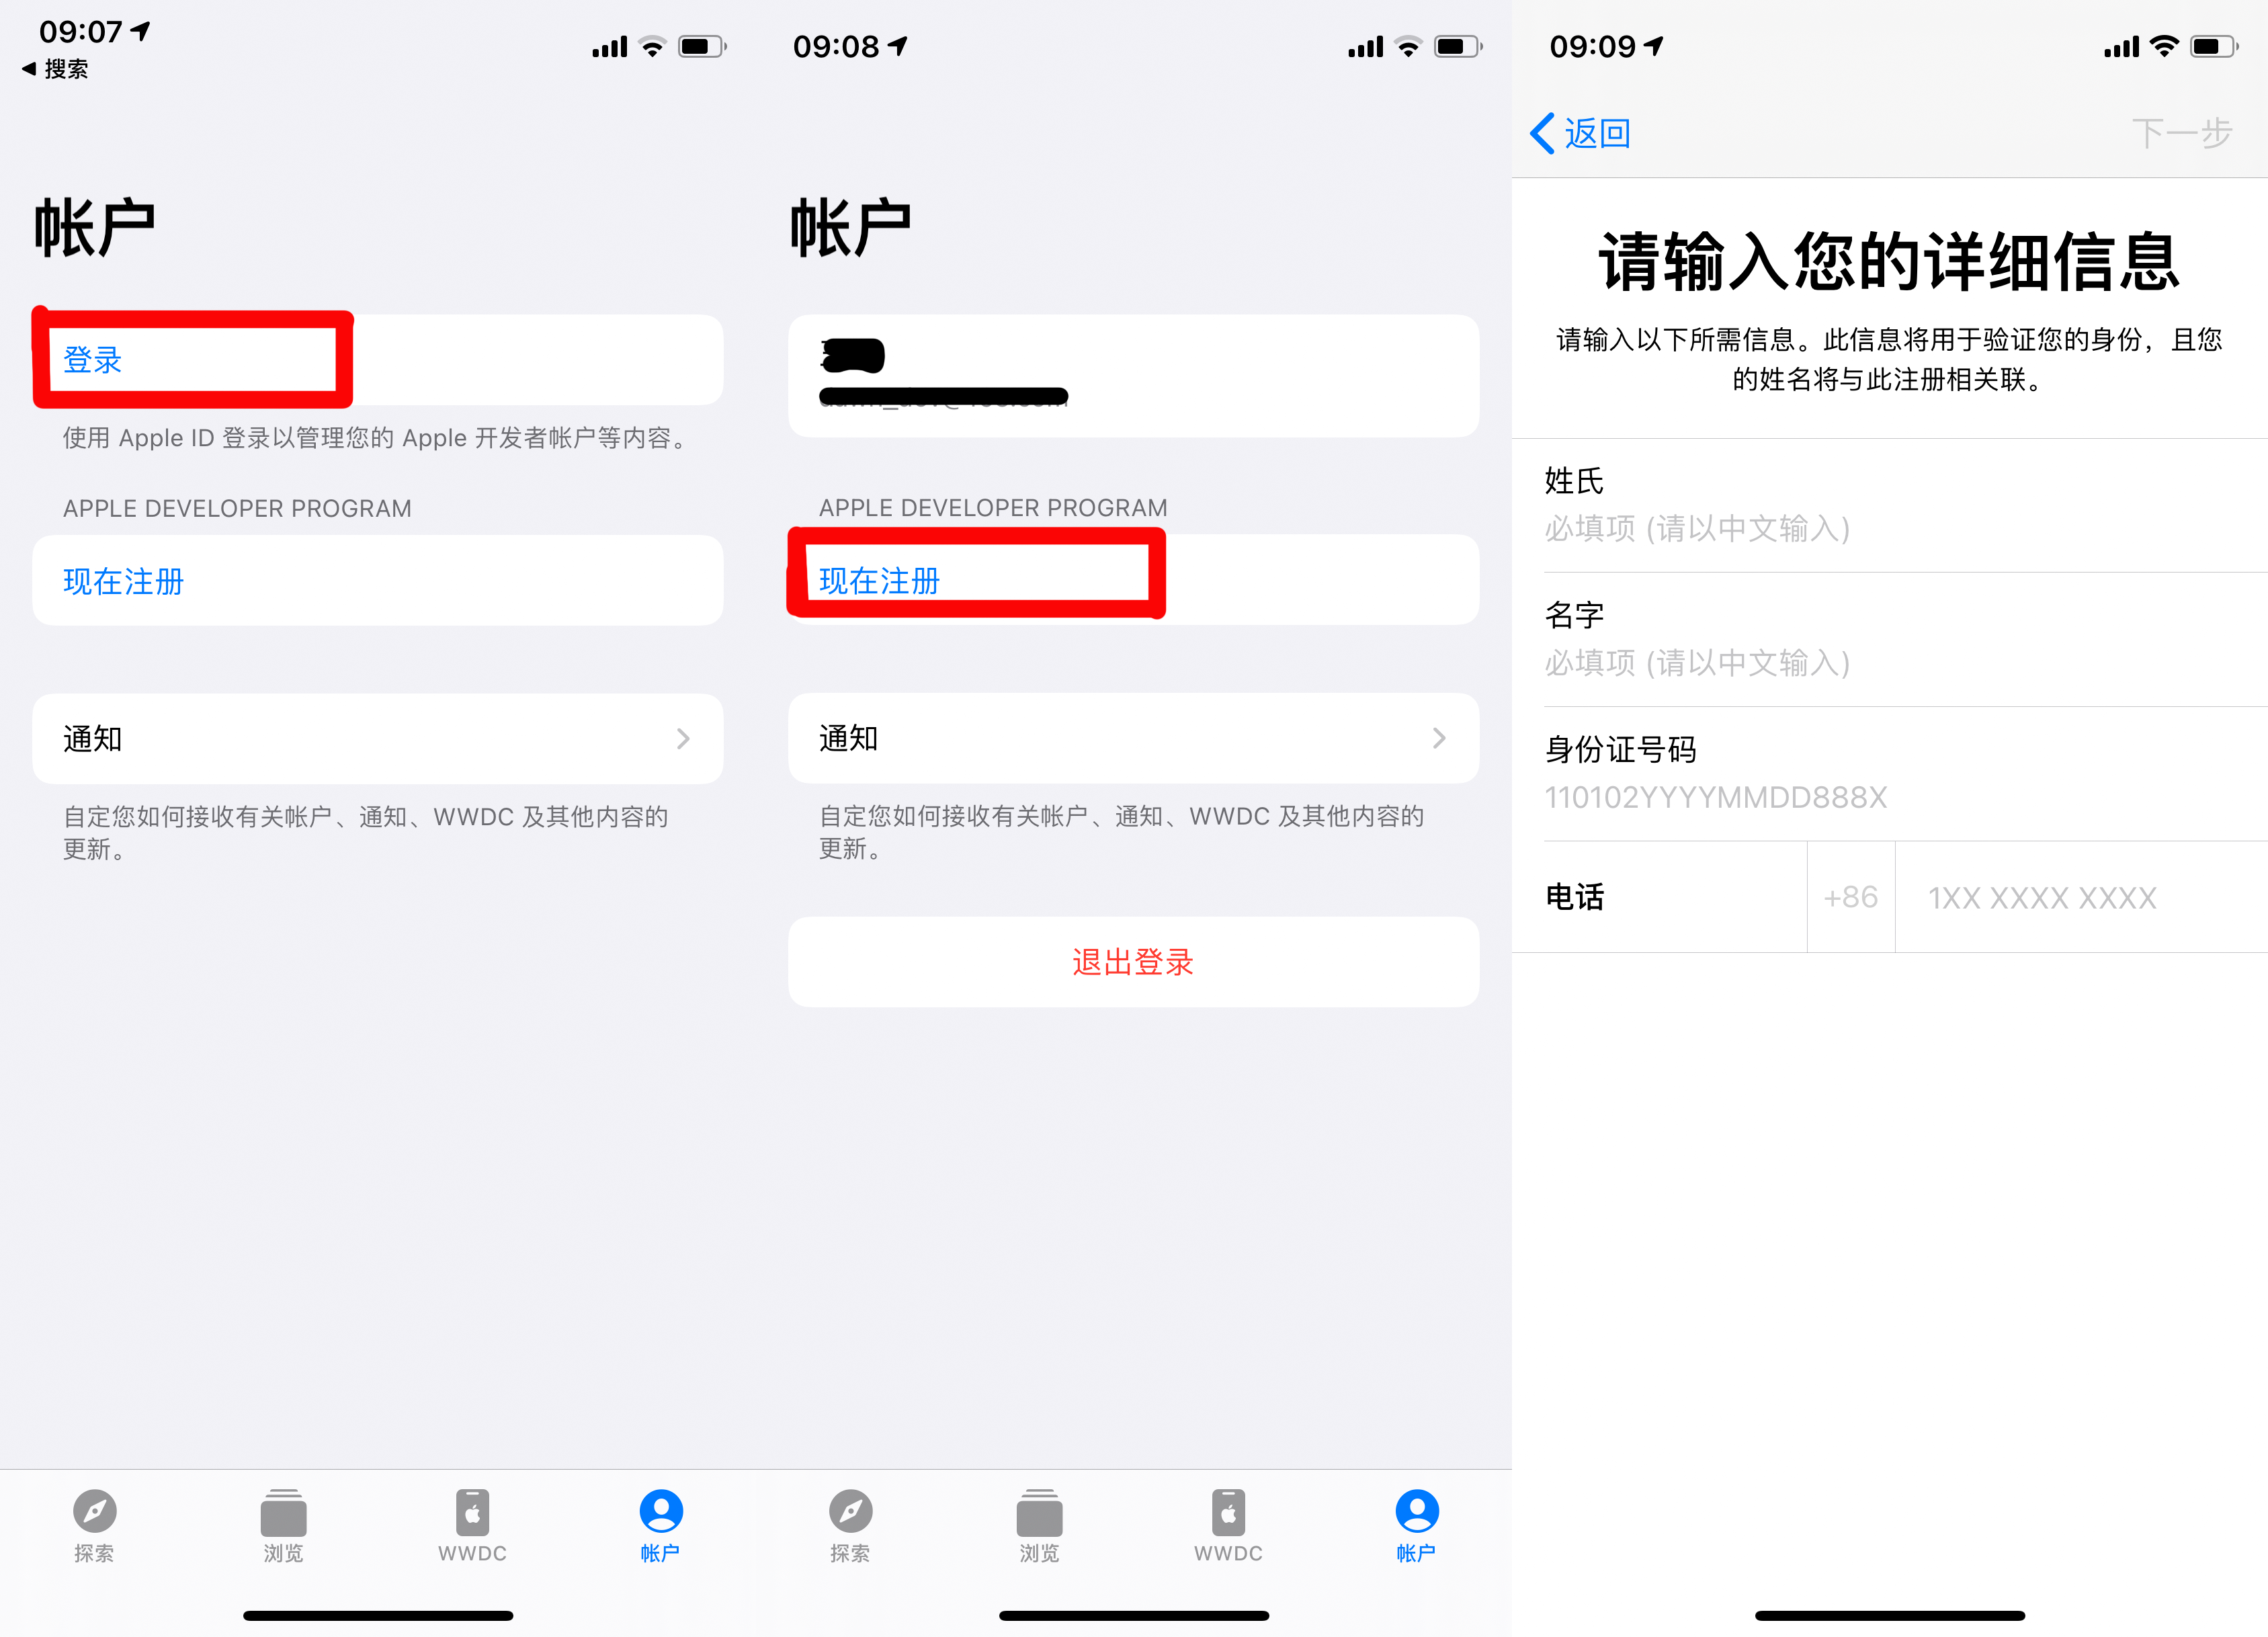 09:07
搜索
帐户
登录
使用 Apple ID 登录以管理您的 Apple 开发者帐户等内容。
APPLE DEVELOPER PROGRAM
现在注册
通知
自定您如何接收有关帐户、通知、WWDC 及其他内容的
更新。
探索
浏览
WWDC
帐户
09:08
帐户
APPLE DEVELOPER PROGRAM
现在注册
通知
自定您如何接收有关帐户、通知、WWDC 及其他内容的
更新。
退出登录
探索
浏览
WWDC
帐户
09:09
返回
下一步
请输入您的详细信息
请输入以下所需信息。此信息将用于验证您的身份，且您
的姓名将与此注册相关联。
姓氏
必填项 (请以中文输入)
名字
必填项 (请以中文输入)
身份证号码
110102YYYYMMDD888X
电话
+86
1XX XXXX XXXX